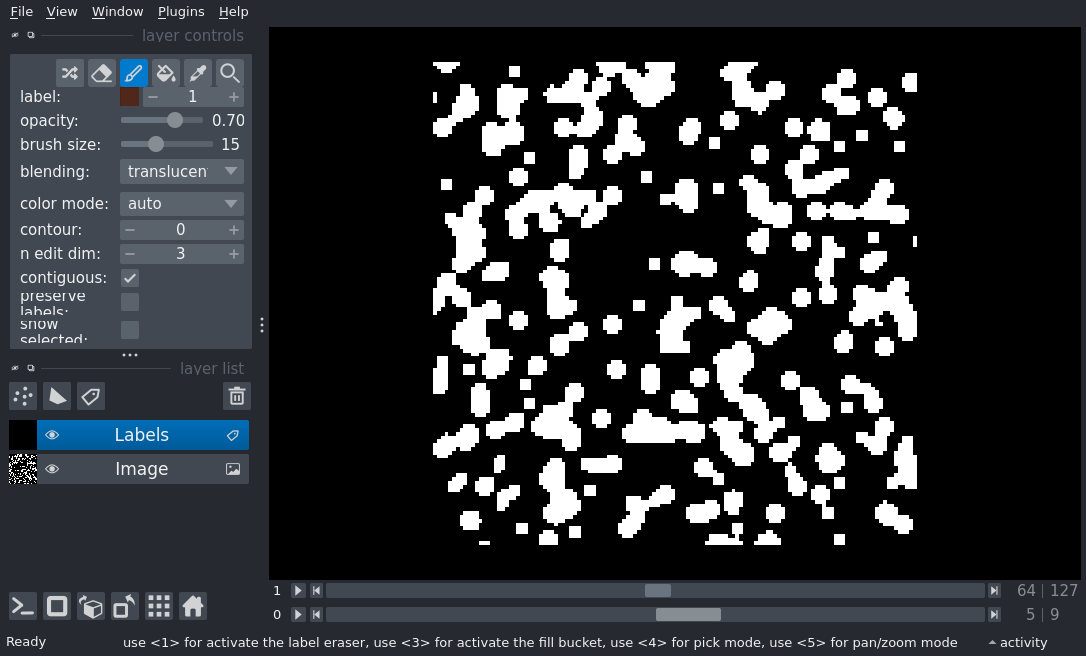 File View Window Plugins Help
layer controls
label: 1
opacity: 0.70
brush size: 15
blending: translucen
color mode: auto
contour: 0
n edit dim: 3
contiguous:
preserve
labels:
show
selected:
layer list
Labels
Image
1 64 | 127
0 5 | 9
Ready use <1> for activate the label eraser, use <3> for activate the fill bucket, use <4> for pick mode, use <5> for pan/zoom mode activity